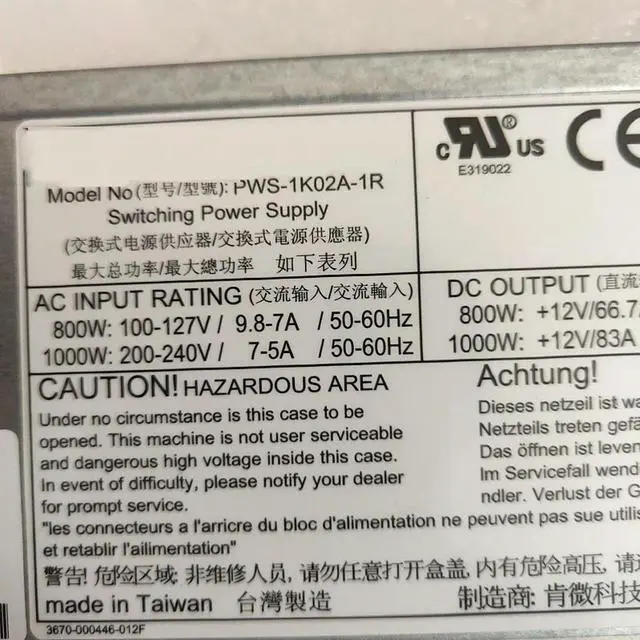 Model No (型号/型號): PWS-1K02A-1R
Switching Power Supply
(交换式电源供应器/交換式電源供應器)
最大总功率/最大總功率 如下表列
c RU® US
E319022
CE
AC INPUT RATING (交流输入/交流輸入)
800W: 100-127V / 9.8-7A / 50-60Hz
1000W: 200-240V / 7-5A / 50-60Hz
DC OUTPUT (直流
800W: +12V/66.7
1000W: +12V/83A
CAUTION! HAZARDOUS AREA
Under no circumstance is this case to be
opened. This machine is not user serviceable
and dangerous high voltage inside this case.
In event of difficulty, please notify your dealer
for prompt service.
Achtung!
Dieses netzeil ist wa
Netzteils treten gefä
Das öffnen ist leven
Im Servicefall wend
ndler. Verlust der G
"les connecteurs a l'arricre du bloc d'alimentation ne peuvent pas sue utilis
et retablir l'ailimentation"
警告! 危险区域: 非维修人员, 请勿任意打开盒盖, 内有危险高压, 请
made in Taiwan 台灣製造
制造商: 肯微科技
3670-000446-012F